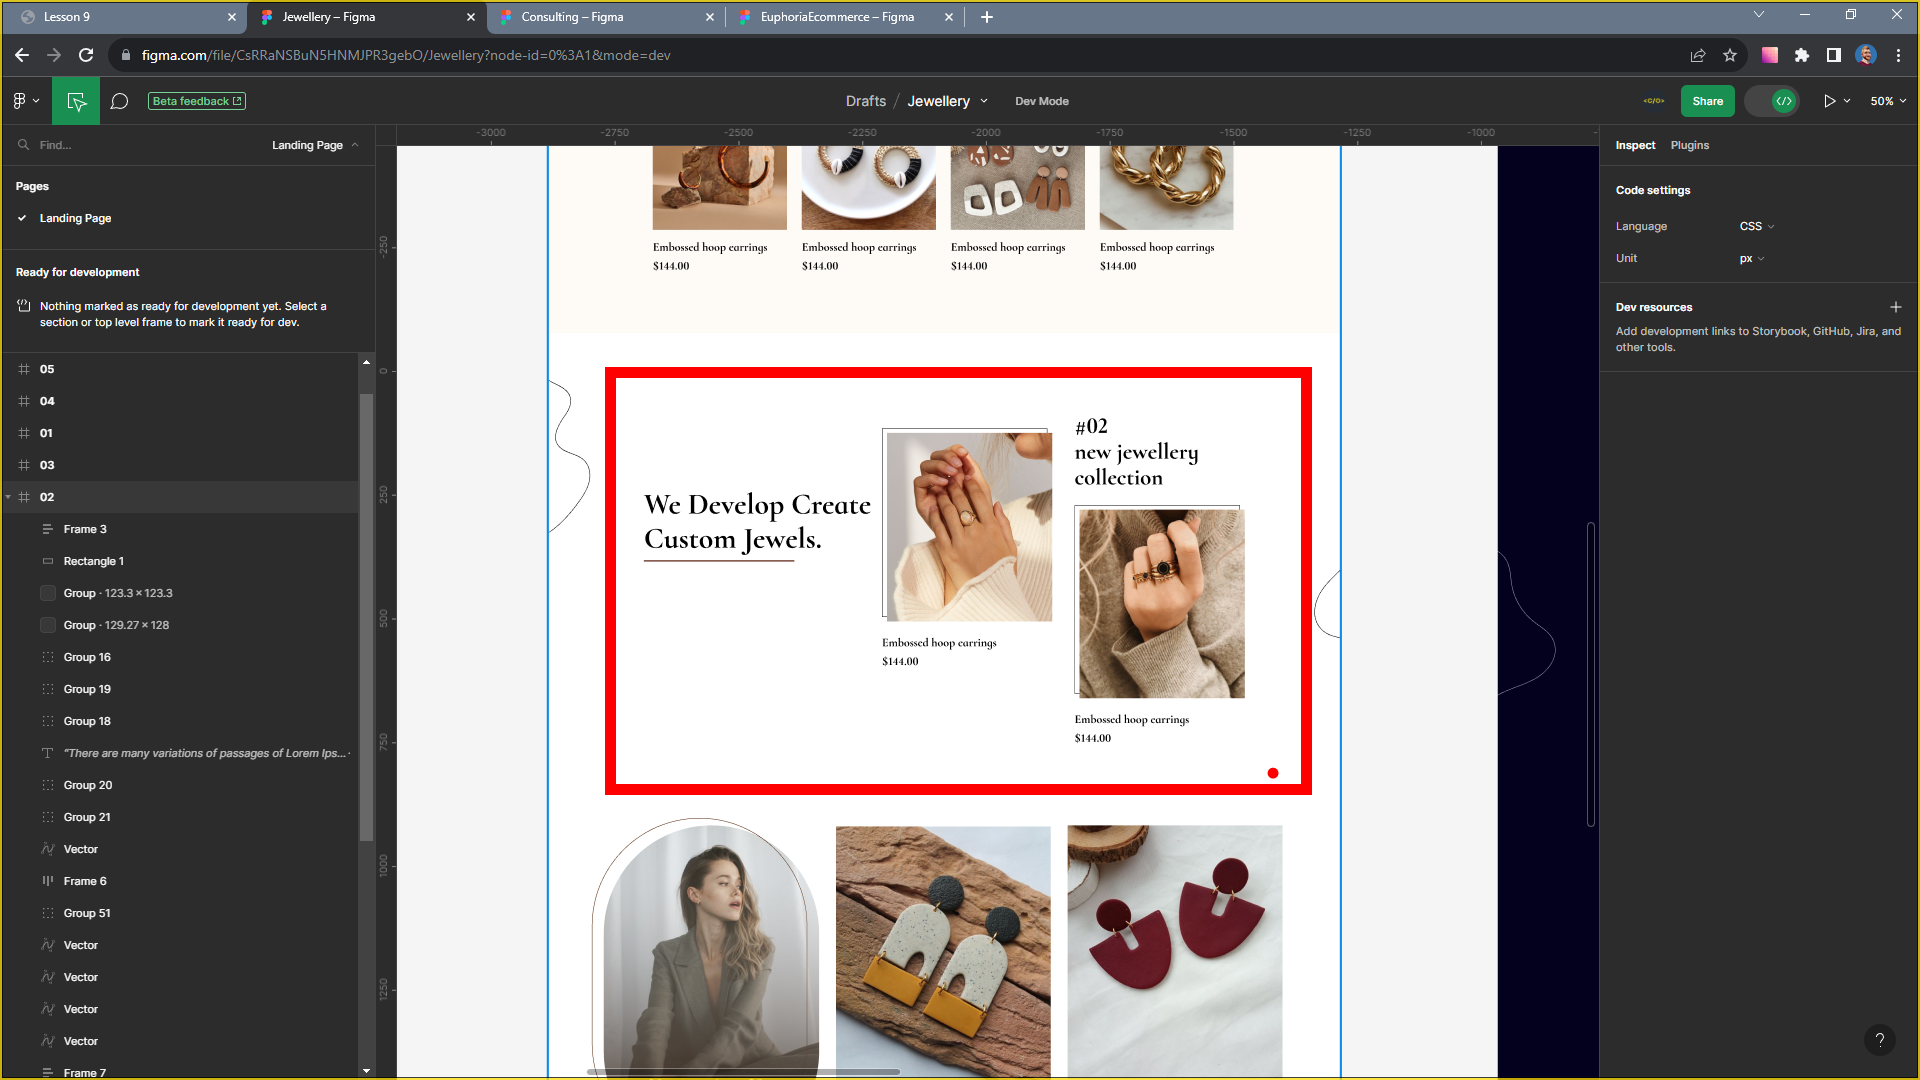 Lesson 9
Jewellery – Figma
Consulting – Figma
EuphoriaEcommerce – Figma
figma.com/file/CsRRaNSBuN5HNMJPR3gebO/Jewellery?node-id=0%3A1&mode=dev
Beta feedback
Drafts / Jewellery
Dev Mode
Share
50%
Find...
Landing Page
Pages
Landing Page
Ready for development
Nothing marked as ready for development yet. Select a
section or top level frame to mark it ready for dev.
05
04
01
03
02
Frame 3
Rectangle 1
Group · 123.3 × 123.3
Group · 129.27 × 128
Group 16
Group 19
Group 18
"There are many variations of passages of Lorem Ips...
Group 20
Group 21
Vector
Frame 6
Group 51
Vector
Vector
Vector
Vector
Frame 7
-3000 -2750 -2500 -2250 -2000 -1750 -1500 -1250 -1000
-250
0
250
500
750
1000
1250
Embossed hoop earrings
$144.00
Embossed hoop earrings
$144.00
Embossed hoop earrings
$144.00
Embossed hoop earrings
$144.00
We Develop Create
Custom Jewels.
Embossed hoop earrings
$144.00
#02
new jewellery
collection
Embossed hoop earrings
$144.00
Inspect
Plugins
Code settings
Language
CSS
Unit
px
Dev resources
Add development links to Storybook, GitHub, Jira, and
other tools.
?